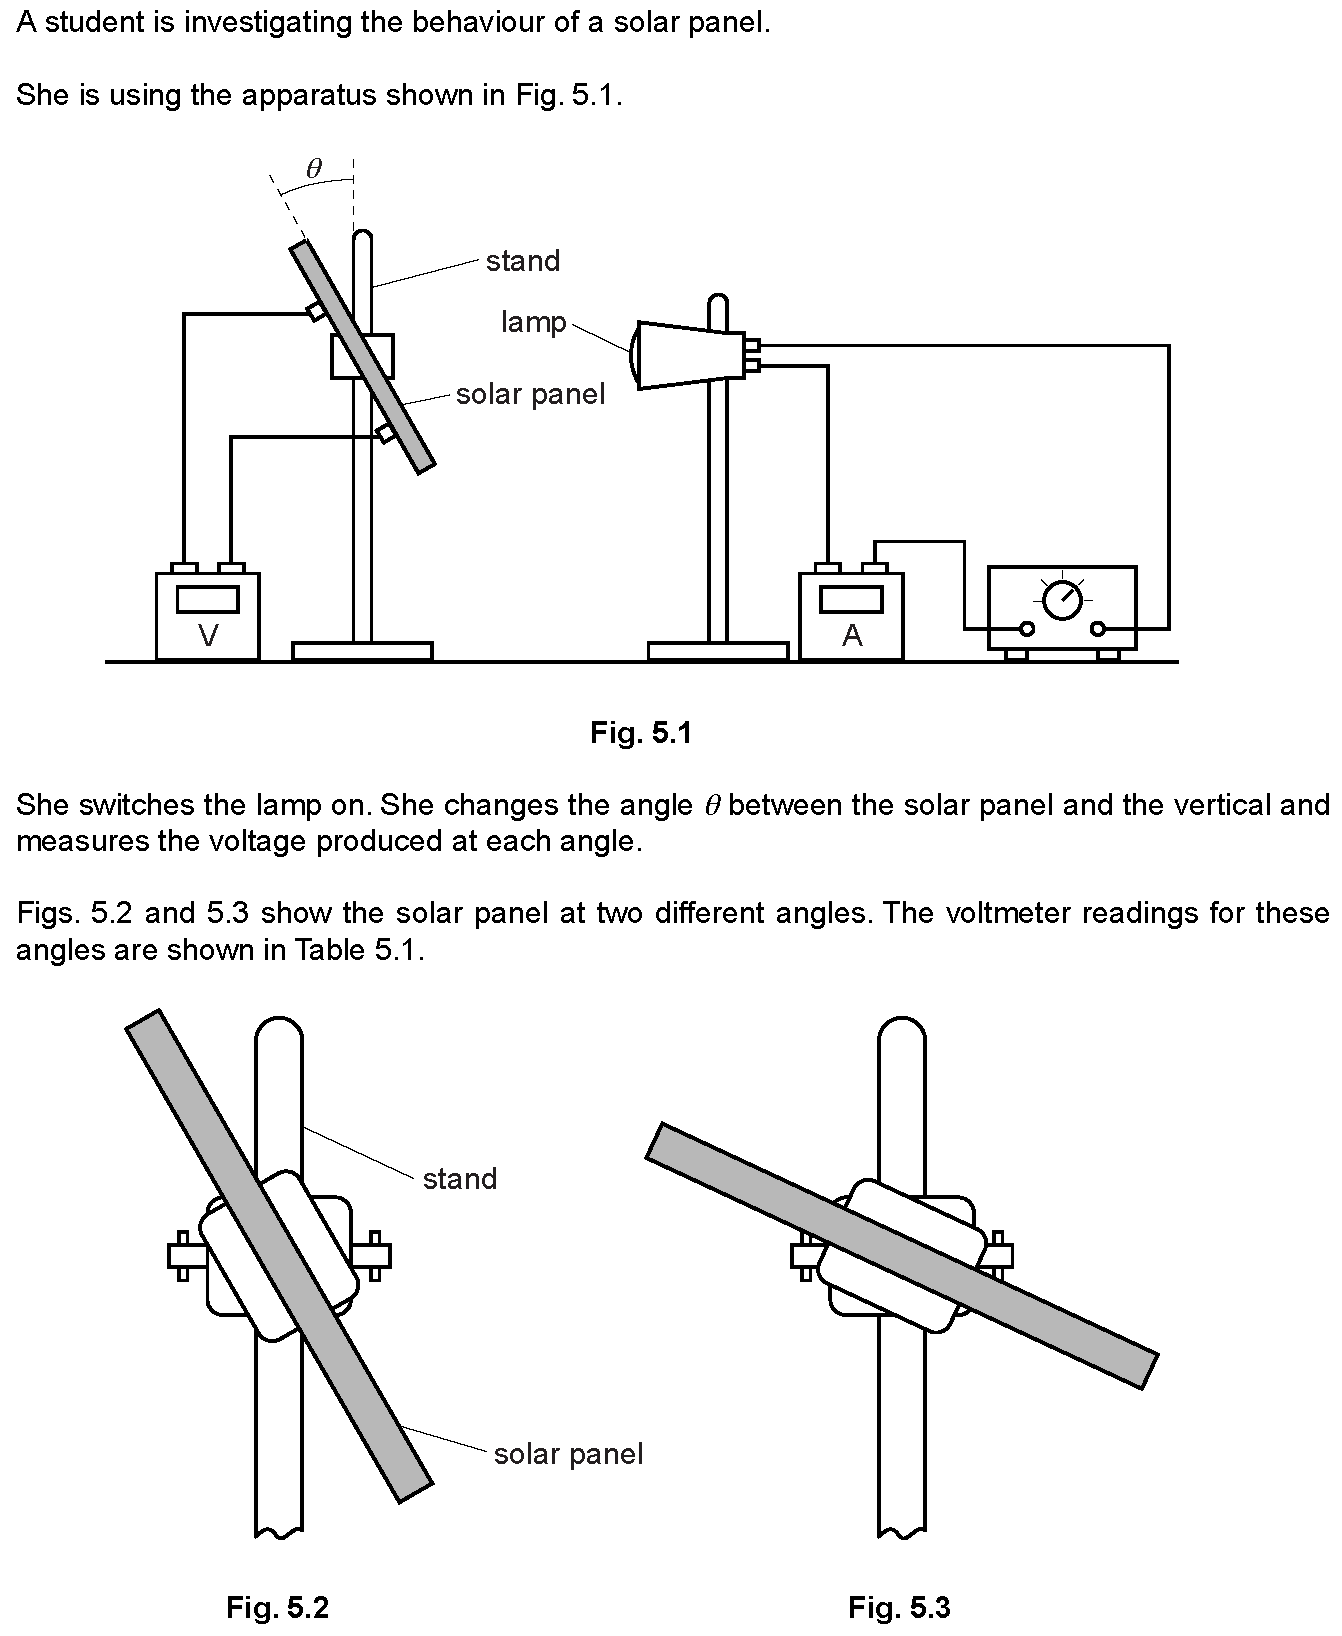 A student is investigating the behaviour of a solar panel.
She is using the apparatus shown in Fig. 5.1.
θ
stand
lamp
solar panel
V
A
Fig. 5.1
She switches the lamp on. She changes the angle θ between the solar panel and the vertical and
measures the voltage produced at each angle.
Figs. 5.2 and 5.3 show the solar panel at two different angles. The voltmeter readings for these
angles are shown in Table 5.1.
stand
solar panel
Fig. 5.2
Fig. 5.3